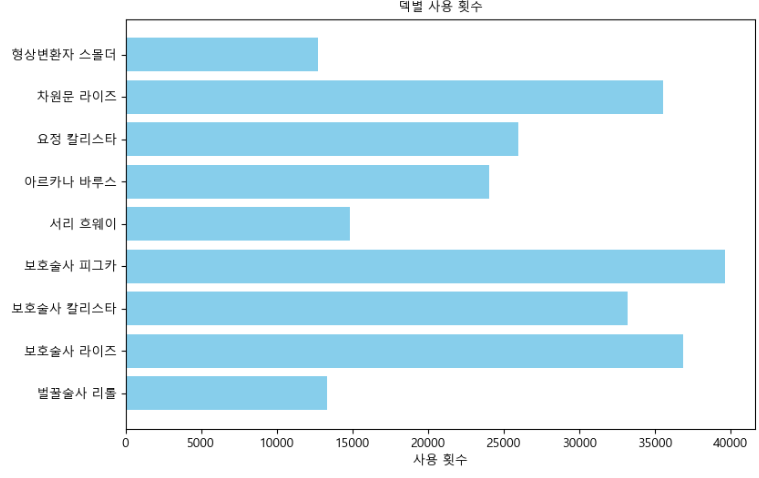 덱별 사용 횟수
형상변환자 스몰더
차원문 라이즈
요정 칼리스타
아르카나 바루스
서리 흐웨이
보호술사 피그카
보호술사 칼리스타
보호술사 라이즈
벌꿀술사 리롤
0 5000 10000 15000 20000 25000 30000 35000 40000
사용 횟수